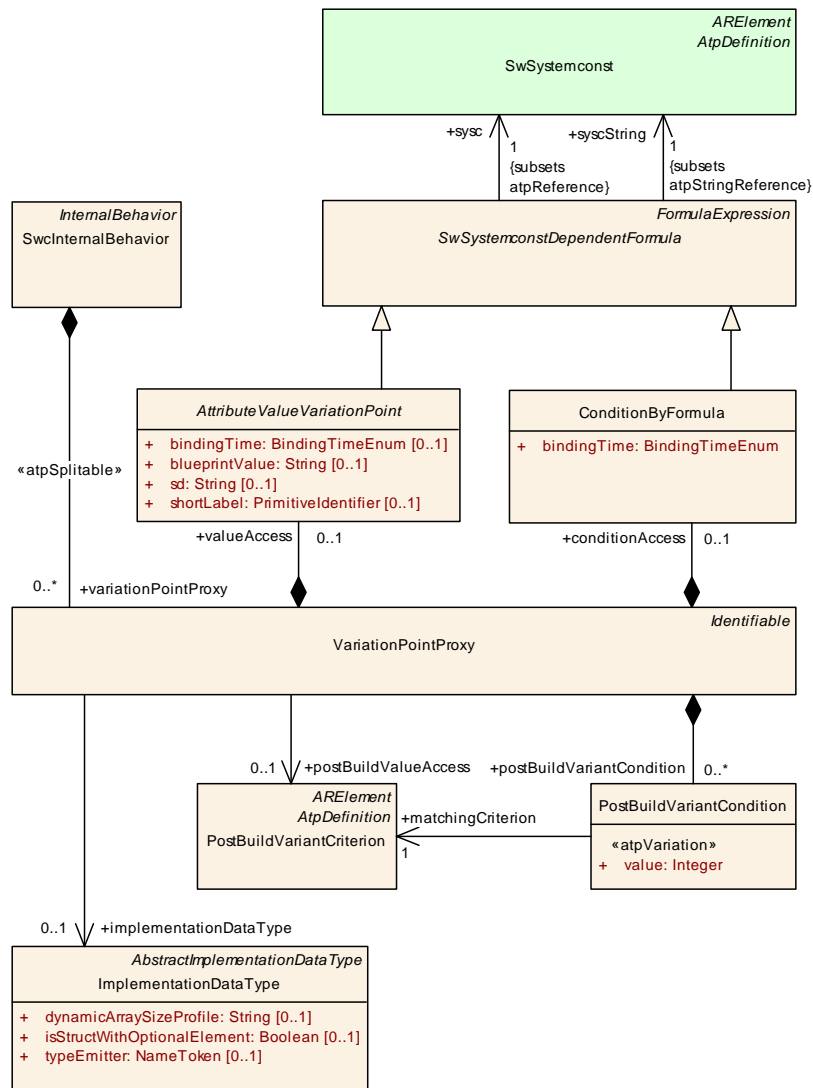 ARElement
AtpDefinition
SwSystemconst
+sysc
+syscString
1
{subsets
atpReference}
1
{subsets
atpStringReference}
InternalBehavior
SwcInternalBehavior
FormulaExpression
SwSystemconstDependentFormula
AttributeValueVariationPoint
+ bindingTime: BindingTimeEnum [0..1]
+ blueprintValue: String [0..1]
+ sd: String [0..1]
+ shortLabel: PrimitiveIdentifier [0..1]
ConditionByFormula
+ bindingTime: BindingTimeEnum
«atpSplitable»
+valueAccess 0..1
+conditionAccess 0..1
0..* +variationPointProxy
Identifiable
VariationPointProxy
0..1 +postBuildValueAccess
+postBuildVariantCondition 0..*
ARElement
AtpDefinition
PostBuildVariantCriterion
+matchingCriterion
1
PostBuildVariantCondition
«atpVariation»
+ value: Integer
0..1 +implementationDataType
AbstractImplementationDataType
ImplementationDataType
+ dynamicArraySizeProfile: String [0..1]
+ isStructWithOptionalElement: Boolean [0..1]
+ typeEmitter: NameToken [0..1]